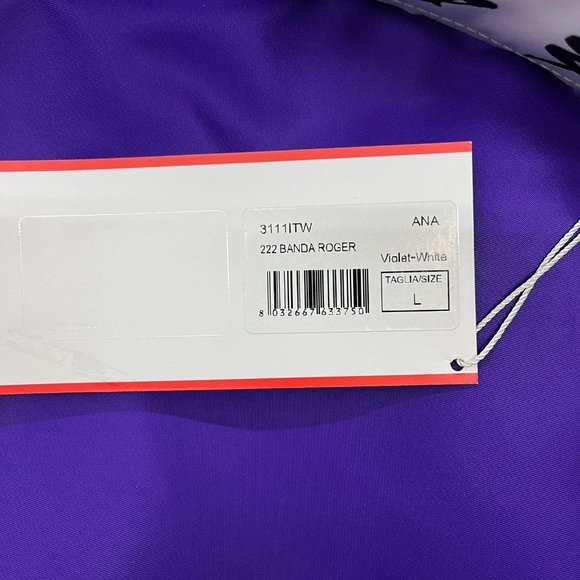 3111ITW ANA
222 BANDA ROGER
Violet-White
TAGLIA/SIZE
L
8 032667 633750